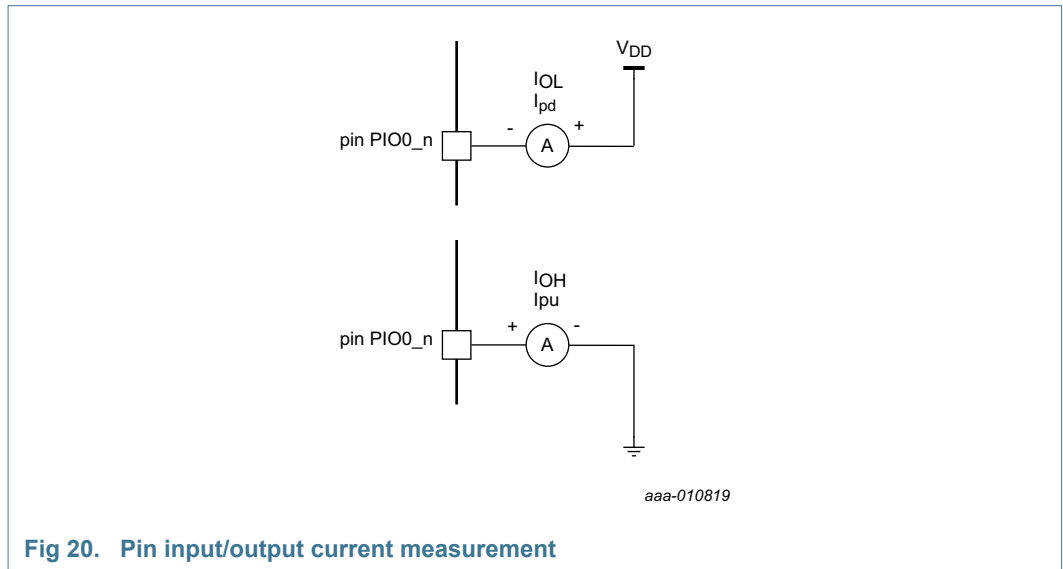 VDD
IOL
Ipd
pin PIO0_n - A +
IOH
Ipu
pin PIO0_n + A -
aaa-010819
Fig 20. Pin input/output current measurement